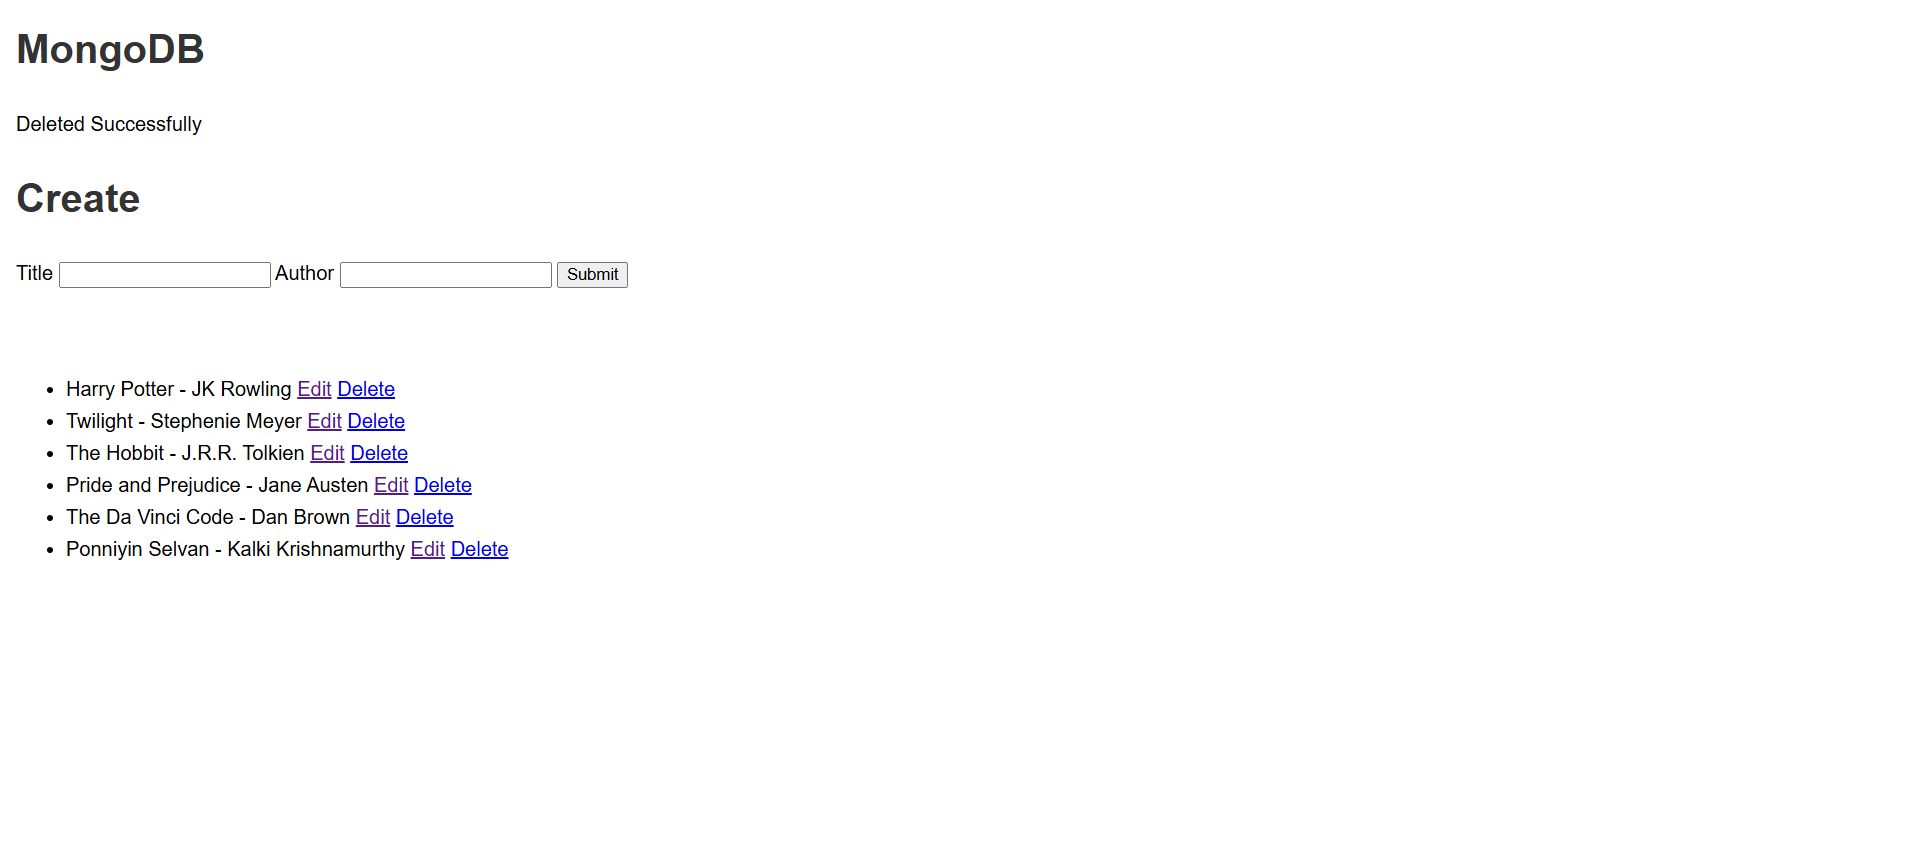 MongoDB
Deleted Successfully
Create
Title Author Submit
Harry Potter - JK Rowling Edit Delete
Twilight - Stephenie Meyer Edit Delete
The Hobbit - J.R.R. Tolkien Edit Delete
Pride and Prejudice - Jane Austen Edit Delete
The Da Vinci Code - Dan Brown Edit Delete
Ponniyin Selvan - Kalki Krishnamurthy Edit Delete